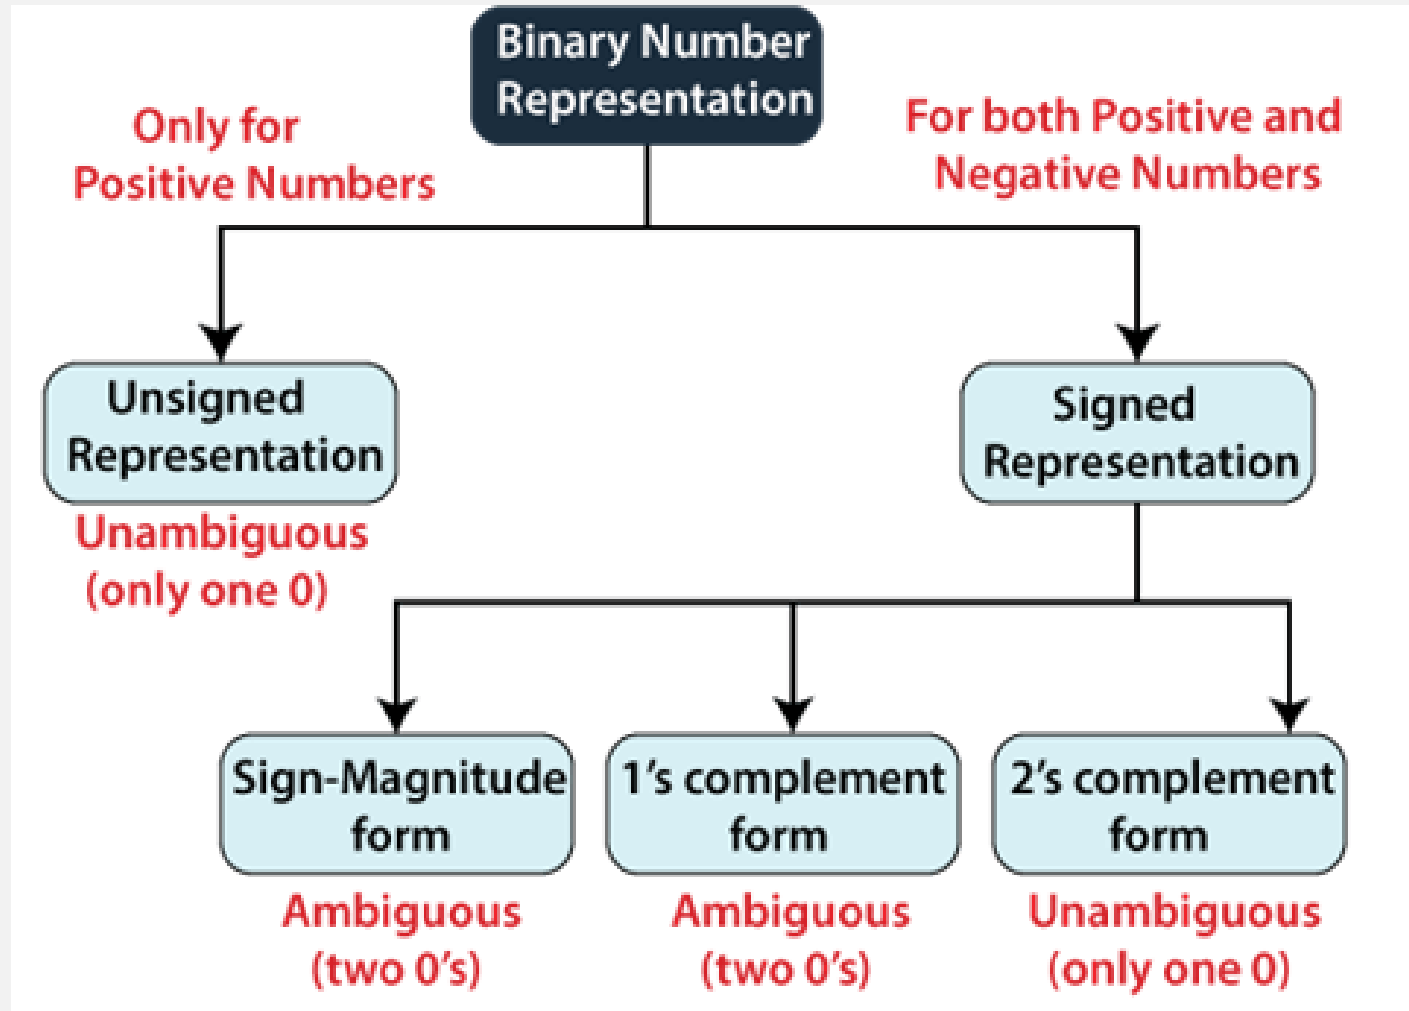 Binary Number
Representation
Only for
Positive Numbers
For both Positive and
Negative Numbers
Unsigned
Representation
Unambiguous
(only one 0)
Signed
Representation
Sign-Magnitude
form
Ambiguous
(two 0's)
1's complement
form
Ambiguous
(two 0's)
2's complement
form
Unambiguous
(only one 0)